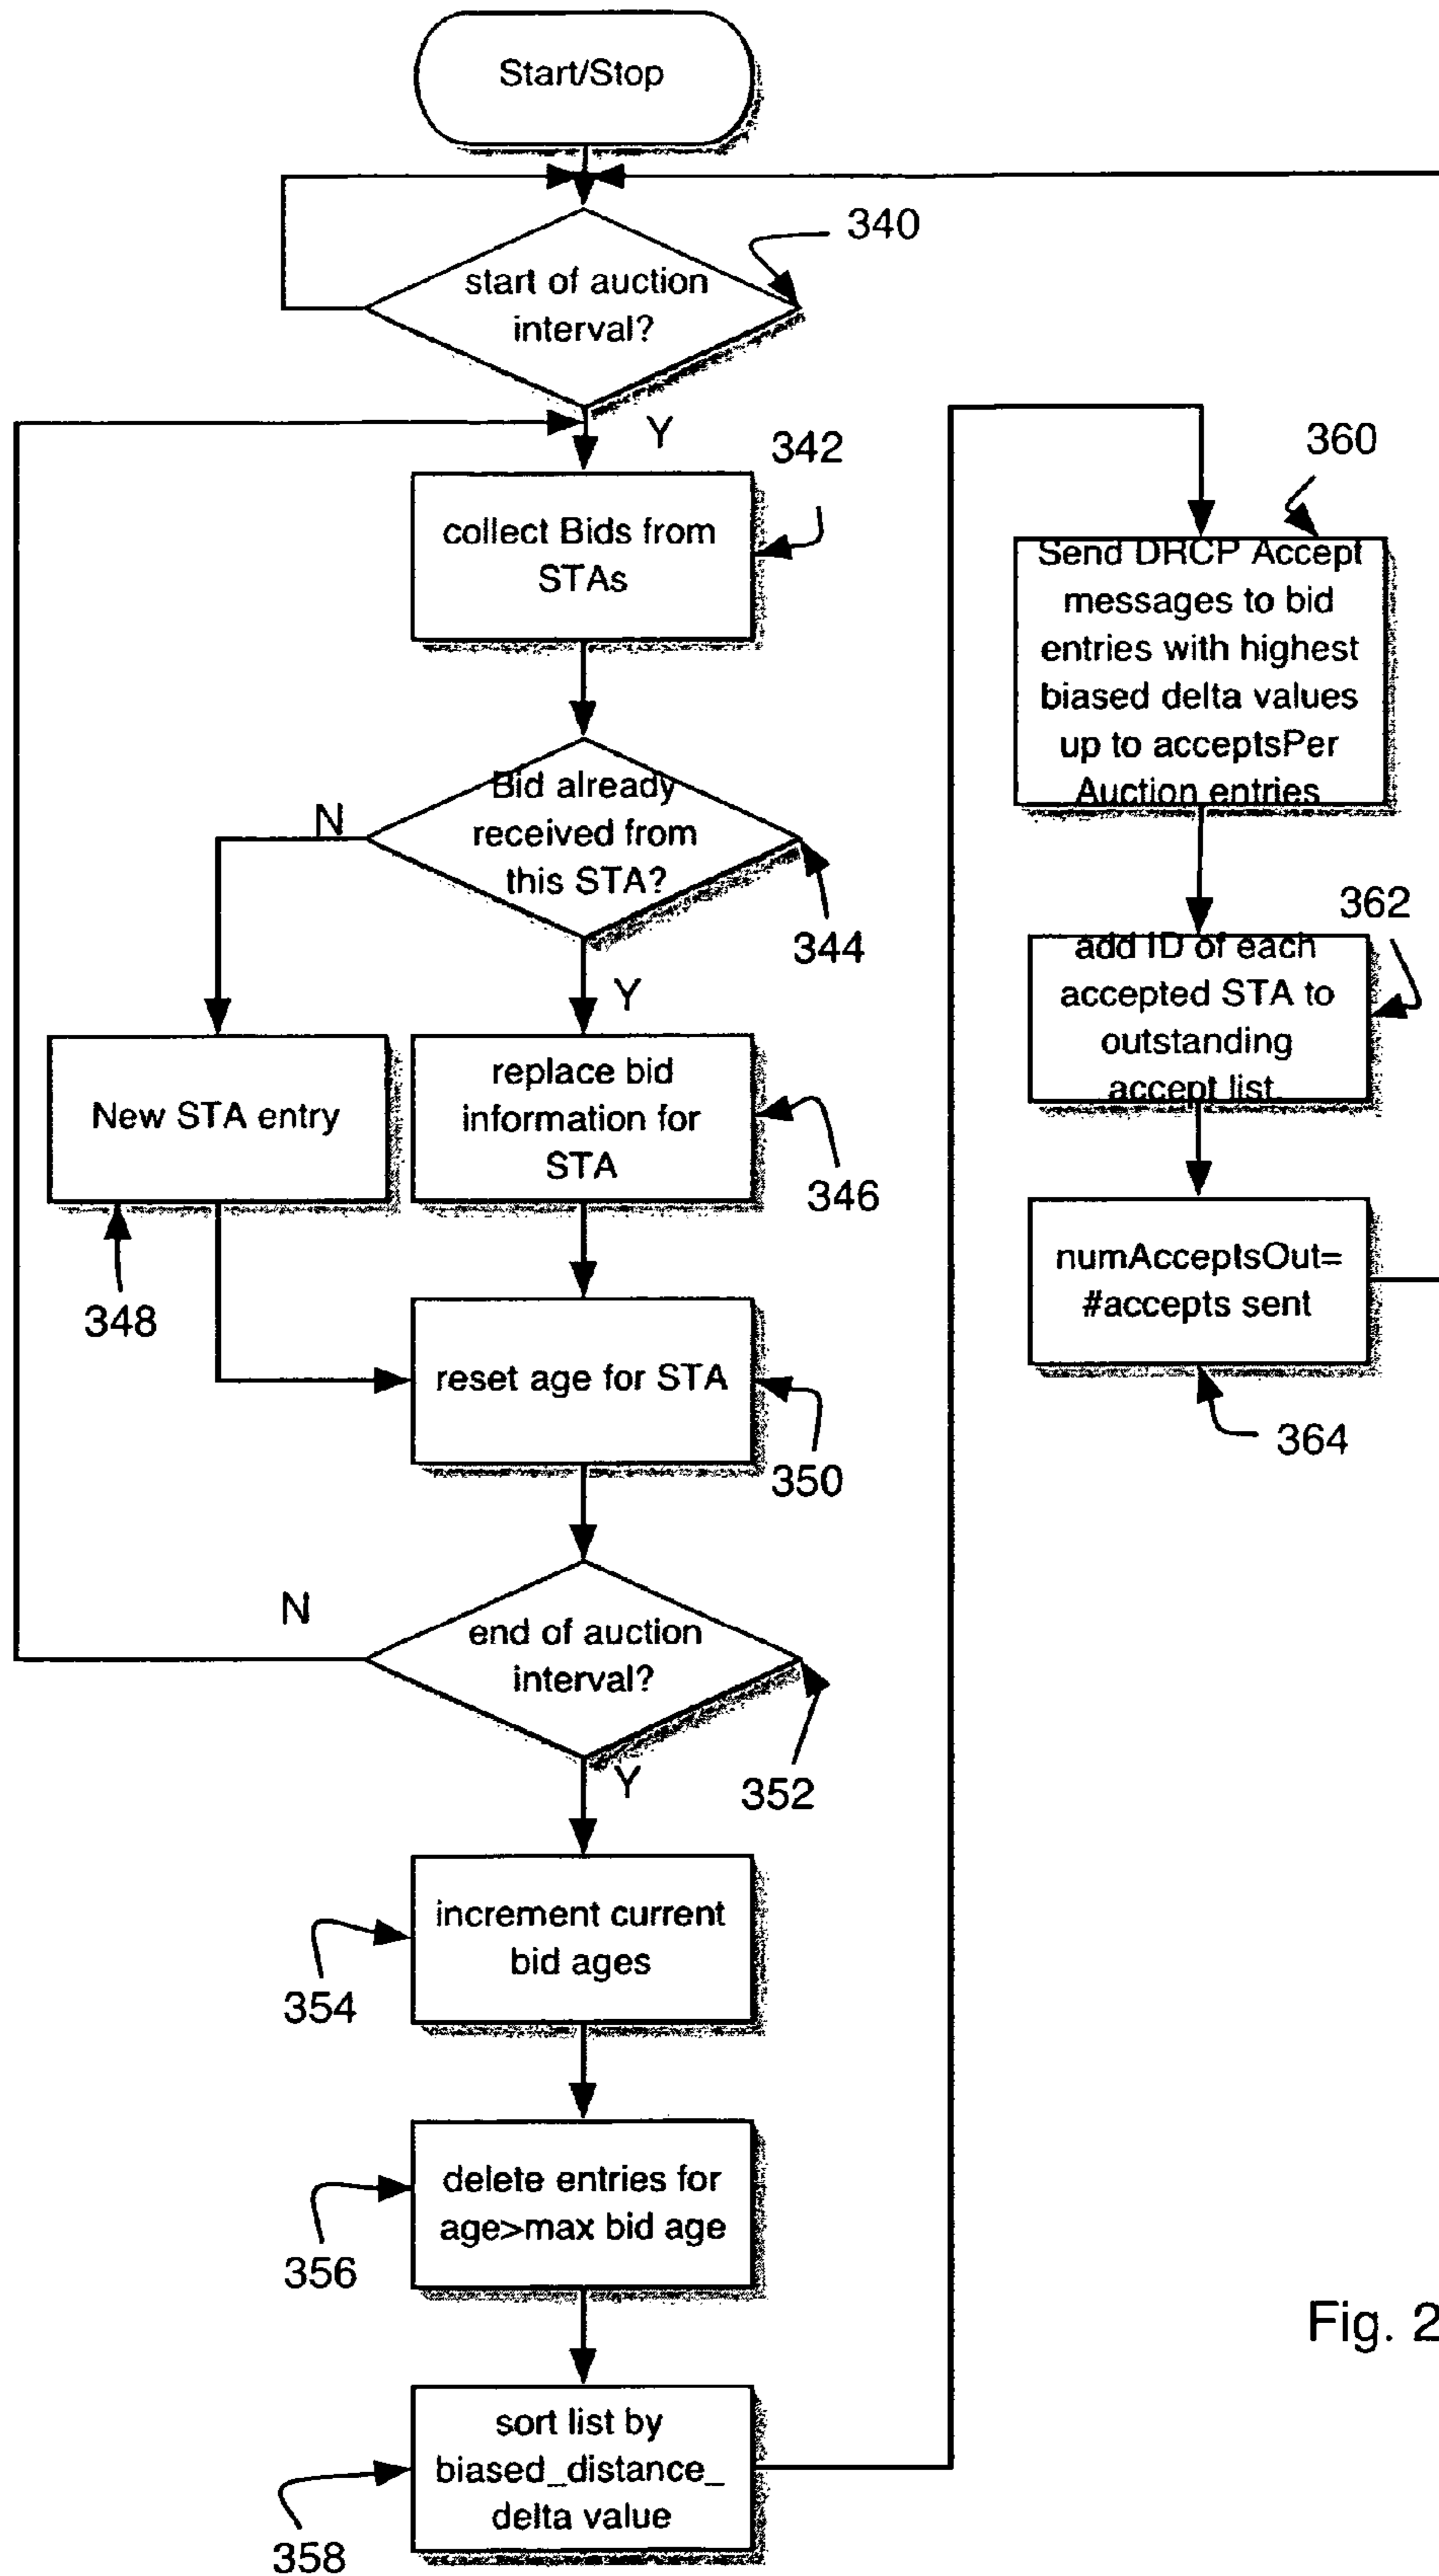 Start/Stop
340
start of auction
interval?
Y
342
collect Bids from
STAs
Bid already
received from
this STA?
N
344
Y
New STA entry
348
replace bid
information for
STA
346
reset age for STA
350
end of auction
interval?
N
352
Y
increment current
bid ages
354
delete entries for
age>max bid age
356
sort list by
biased_distance_
delta value
358
360
Send DRCP Accept
messages to bid
entries with highest
biased delta values
up to acceptsPer
Auction entries
362
add ID of each
accepted STA to
outstanding
accept list.
numAcceptsOut=
#accepts sent
364
Fig. 2